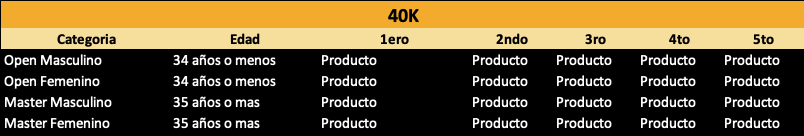 40K
Categoria Edad 1ero 2ndo 3ro 4to 5to
Open Masculino 34 años o menos Producto Producto Producto Producto Producto
Open Femenino 34 años o menos Producto Producto Producto Producto Producto
Master Masculino 35 años o mas Producto Producto Producto Producto Producto
Master Femenino 35 años o mas Producto Producto Producto Producto Producto